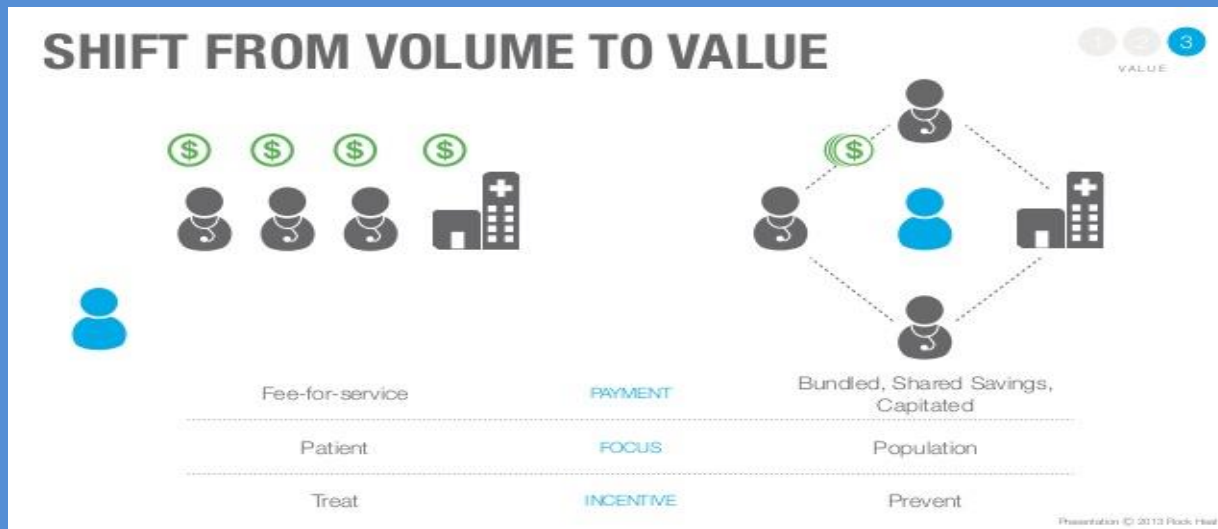 SHIFT FROM VOLUME TO VALUE
1 2 3
VALUE
$ $ $ $
$
Fee-for-service PAYMENT Bundled, Shared Savings,
Capitated
Patient FOCUS Population
Treat INCENTIVE Prevent
Presentation © 2013 Rock